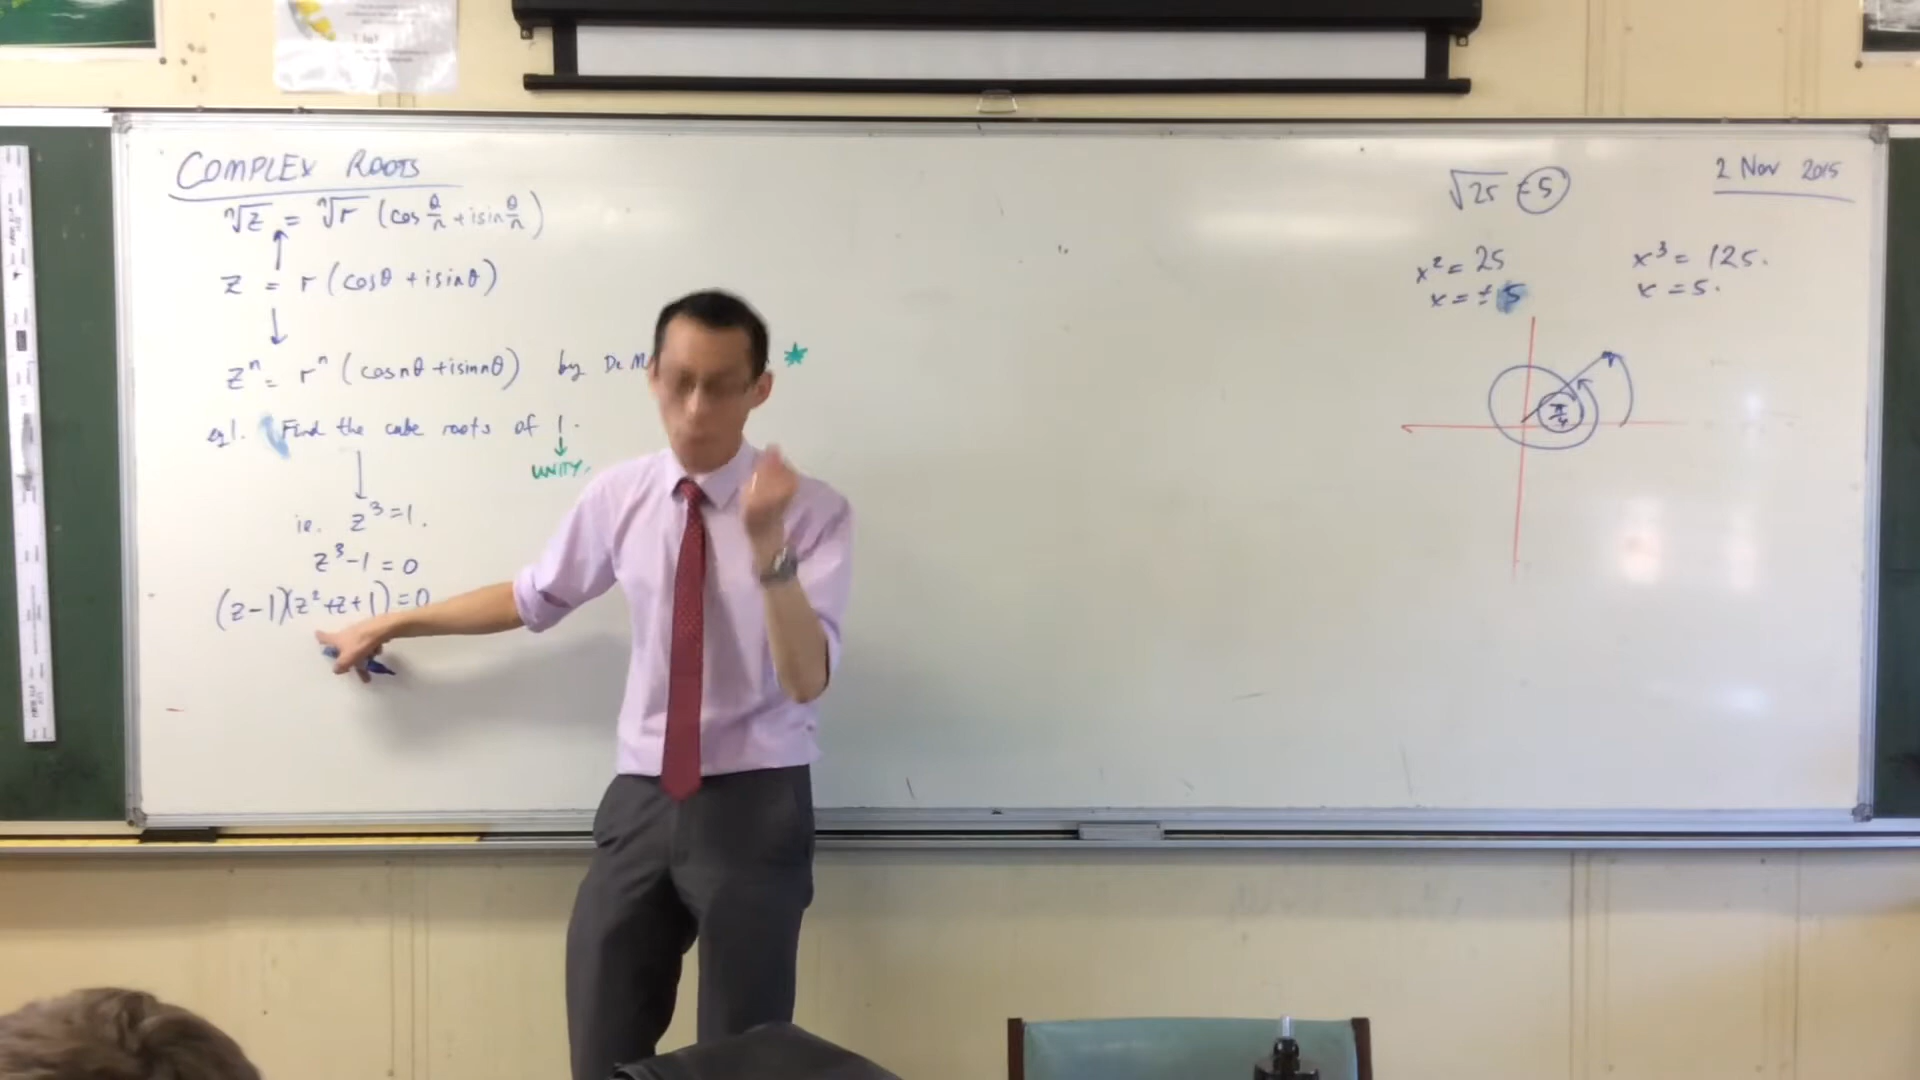 COMPLEX ROOTS
ⁿ√z = ⁿ√r (cos θ/n + i sin θ/n)
z = r (cosθ + i sinθ)
zⁿ = rⁿ (cos nθ + i sin nθ) by De M
eg1. Find the cube roots of 1.
UNITY.
ie. z³ = 1.
z³ - 1 = 0
(z-1)(z²+z+1) = 0
√25 = 5
2 Nov 2015
x² = 25
x = ± 5
x³ = 125.
x = 5.
π/4